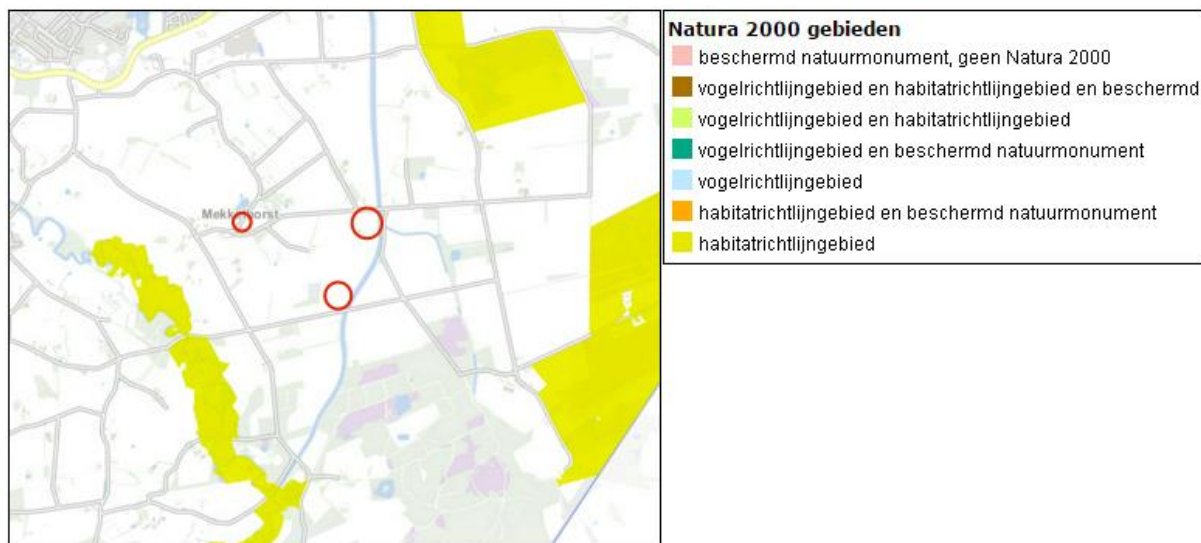 Natura 2000 gebieden
beschermd natuurmonument, geen Natura 2000
vogelrichtlijngebied en habitatrichtlijngebied en beschermd
vogelrichtlijngebied en habitatrichtlijngebied
vogelrichtlijngebied en beschermd natuurmonument
vogelrichtlijngebied
habitatrichtlijngebied en beschermd natuurmonument
habitatrichtlijngebied
Mekkelhorst